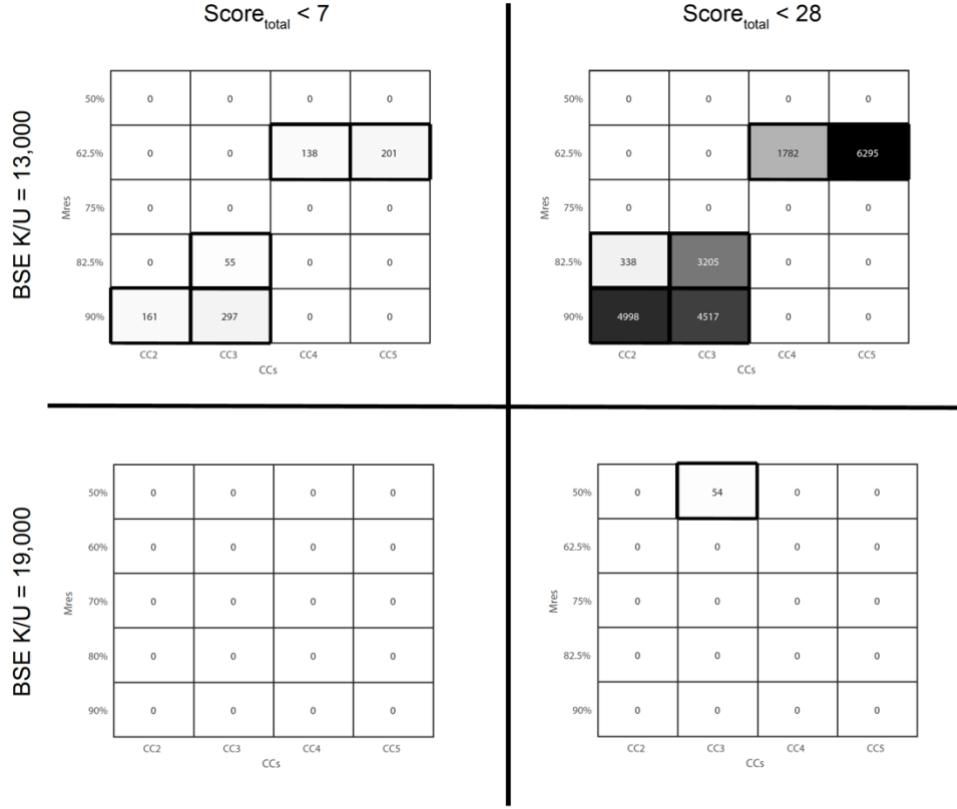 Score_total < 7
Score_total < 28
BSE K/U = 13,000
Mres
50% 0 0 0 0
62.5% 0 0 138 201
75% 0 0 0 0
82.5% 0 55 0 0
90% 161 297 0 0
CC2 CC3 CC4 CC5
CCs
Mres
50% 0 0 0 0
62.5% 0 0 1782 6295
75% 0 0 0 0
82.5% 338 3205 0 0
90% 4998 4517 0 0
CC2 CC3 CC4 CC5
CCs
BSE K/U = 19,000
Mres
50% 0 0 0 0
60% 0 0 0 0
70% 0 0 0 0
80% 0 0 0 0
90% 0 0 0 0
CC2 CC3 CC4 CC5
CCs
Mres
50% 0 54 0 0
62.5% 0 0 0 0
75% 0 0 0 0
82.5% 0 0 0 0
90% 0 0 0 0
CC2 CC3 CC4 CC5
CCs